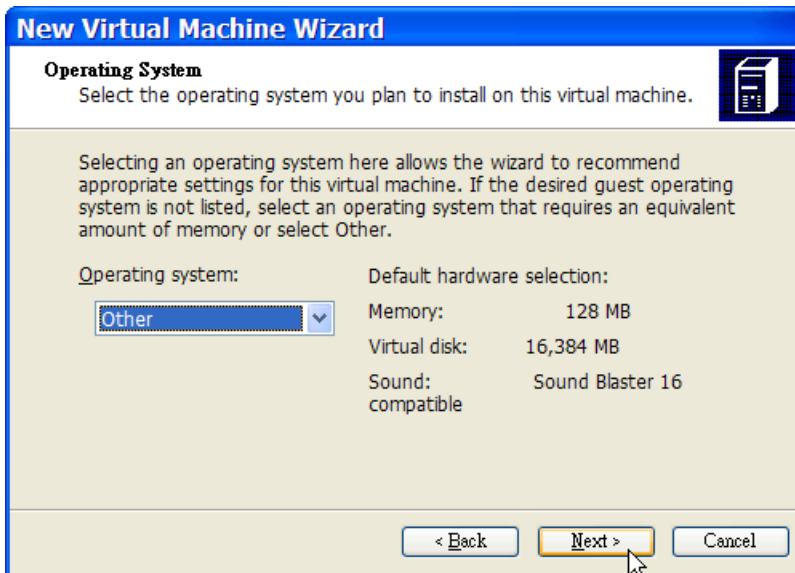 New Virtual Machine Wizard
Operating System
Select the operating system you plan to install on this virtual machine.
Selecting an operating system here allows the wizard to recommend
appropriate settings for this virtual machine. If the desired guest operating
system is not listed, select an operating system that requires an equivalent
amount of memory or select Other.
Operating system: Default hardware selection:
Other Memory: 128 MB
Virtual disk: 16,384 MB
Sound: Sound Blaster 16
compatible
< Back Next > Cancel